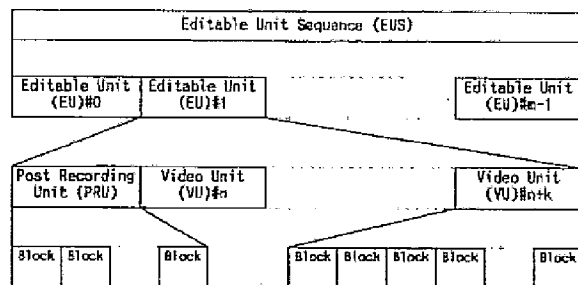 Editable Unit Sequence (EUS)
Editable Unit (EU)#0
Editable Unit (EU)#1
Editable Unit (EU)#m-1
Post Recording Unit (PRU)
Video Unit (VU)#n
Video Unit (VU)#n+k
Block Block Block Block Block Block Block Block